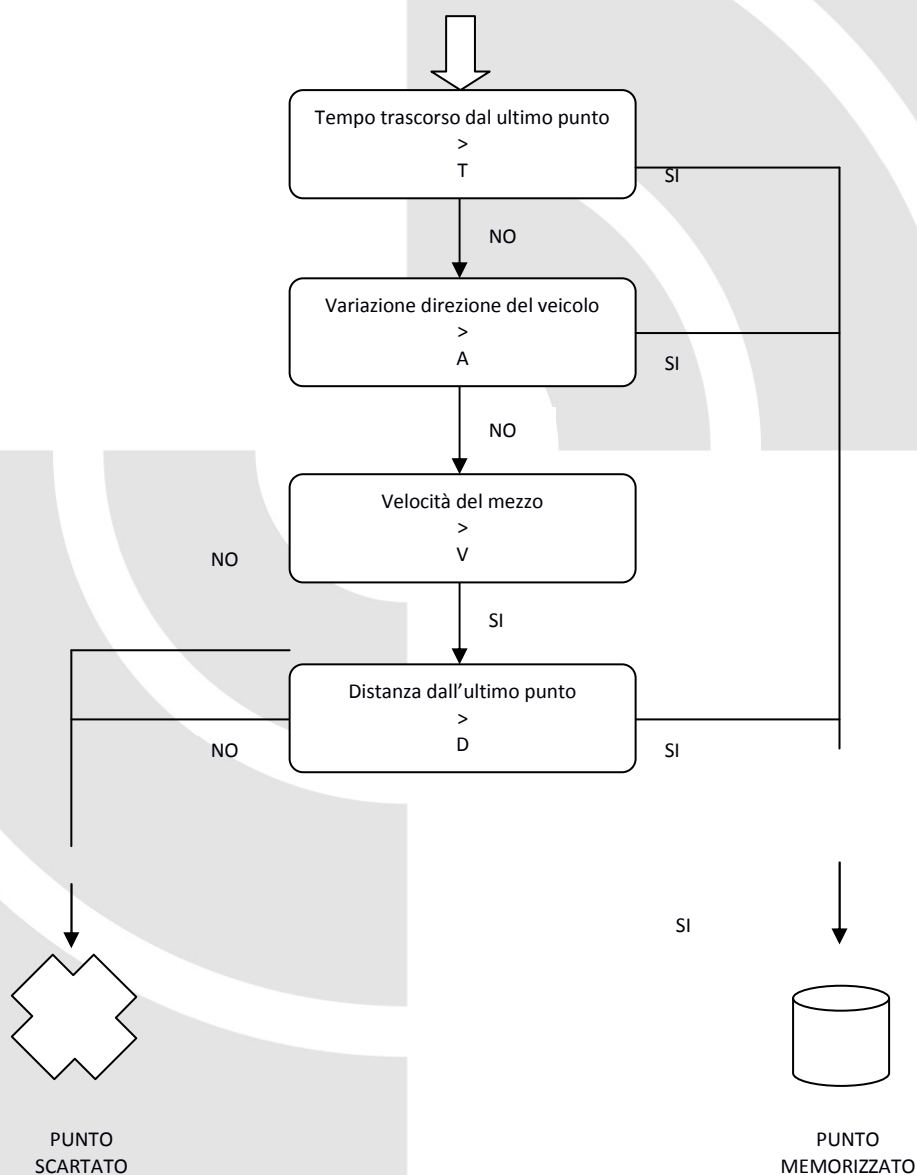 Tempo trascorso dal ultimo punto
>
T
SI
NO
Variazione direzione del veicolo
>
A
SI
NO
Velocità del mezzo
>
V
NO
SI
Distanza dall’ultimo punto
>
D
NO
SI
SI
PUNTO
SCARTATO
PUNTO
MEMORIZZATO